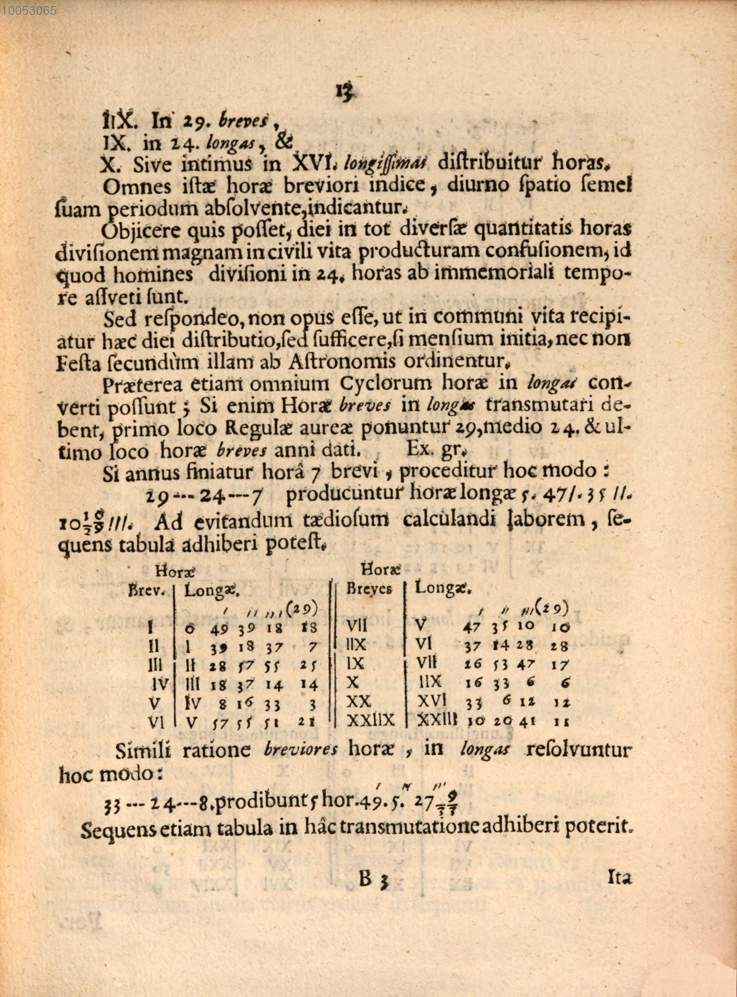 10053065
13
IIX. In 29. breves,
IX. in 24. longas, &
X. Sive intimus in XVI. longiſſimas diſtribuitur horas.
Omnes iſtæ horæ breviori indice, diurno ſpatio ſemel
ſuam periodum abſolvente,indicantur.
Objicere quis poſſet, diei in tot diverſæ quantitatis horas
diviſionem magnam in civili vita producturam confuſionem, id
quod homines diviſioni in 24. horas ab immemoriali tempo-
re aſſveti ſunt.
Sed reſpondeo, non opus eſſe, ut in communi vita recipi-
atur hæc diei diſtributio,ſed ſufficere,ſi menſium initia, nec non
Feſta ſecundùm illam ab Aſtronomis ordinentur.
Præterea etiam omnium Cyclorum horæ in longas con-
verti poſſunt; Si enim Horæ breves in longas transmutari de-
bent, primo loco Regulæ aureæ ponuntur 29, medio 24. & ul-
timo loco horæ breves anni dati. Ex. gr.
Si annus finiatur horâ 7 brevi, proceditur hoc modo:
29---24---7 producuntur horæ longæ 5. 47/. 35 //.
10 10/29 ///. Ad evitandum tædioſum calculandi laborem, ſe-
quens tabula adhiberi poteſt.
Horæ Horæ
Brev. Longæ. Breves Longæ.
/ // /// (29) / // /// (29)
I 0 49 39 18 18 VII V 47 35 10 10
II I 39 18 37 7 IIX VI 37 14 28 28
III II 28 57 55 25 IX VII 26 53 47 17
IV III 18 37 14 14 X IIX 16 33 6 6
V IV 8 16 33 3 XX XVI 33 6 12 12
VI V 57 55 51 21 XXIIX XXIII 10 20 41 11
Simili ratione breviores horæ, in longas reſolvuntur
hoc modo:
33---24---8. prodibunt 5 hor. 49./ 5.// 27 9/33 ///
Sequens etiam tabula in hâc transmutatione adhiberi poterit.
B 3 Ita